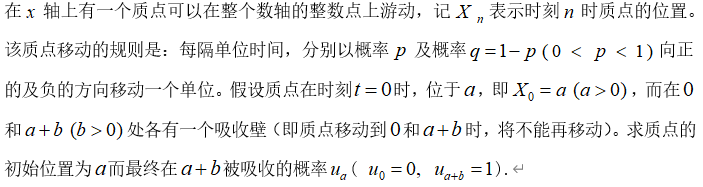 在 x 轴上有一个质点可以在整个数轴的整数点上游动，记 X_n 表示时刻 n 时质点的位置。
该质点移动的规则是：每隔单位时间，分别以概率 p 及概率 q=1−p (0 < p < 1) 向正
的及负的方向移动一个单位。假设质点在时刻 t=0 时，位于 a，即 X_0=a (a>0)，而在 0
和 a+b (b>0) 处各有一个吸收壁（即质点移动到 0 和 a+b 时，将不能再移动）。求质点的
初始位置为 a 而最终在 a+b 被吸收的概率 u_a ( u_0=0, u_{a+b}=1).↵